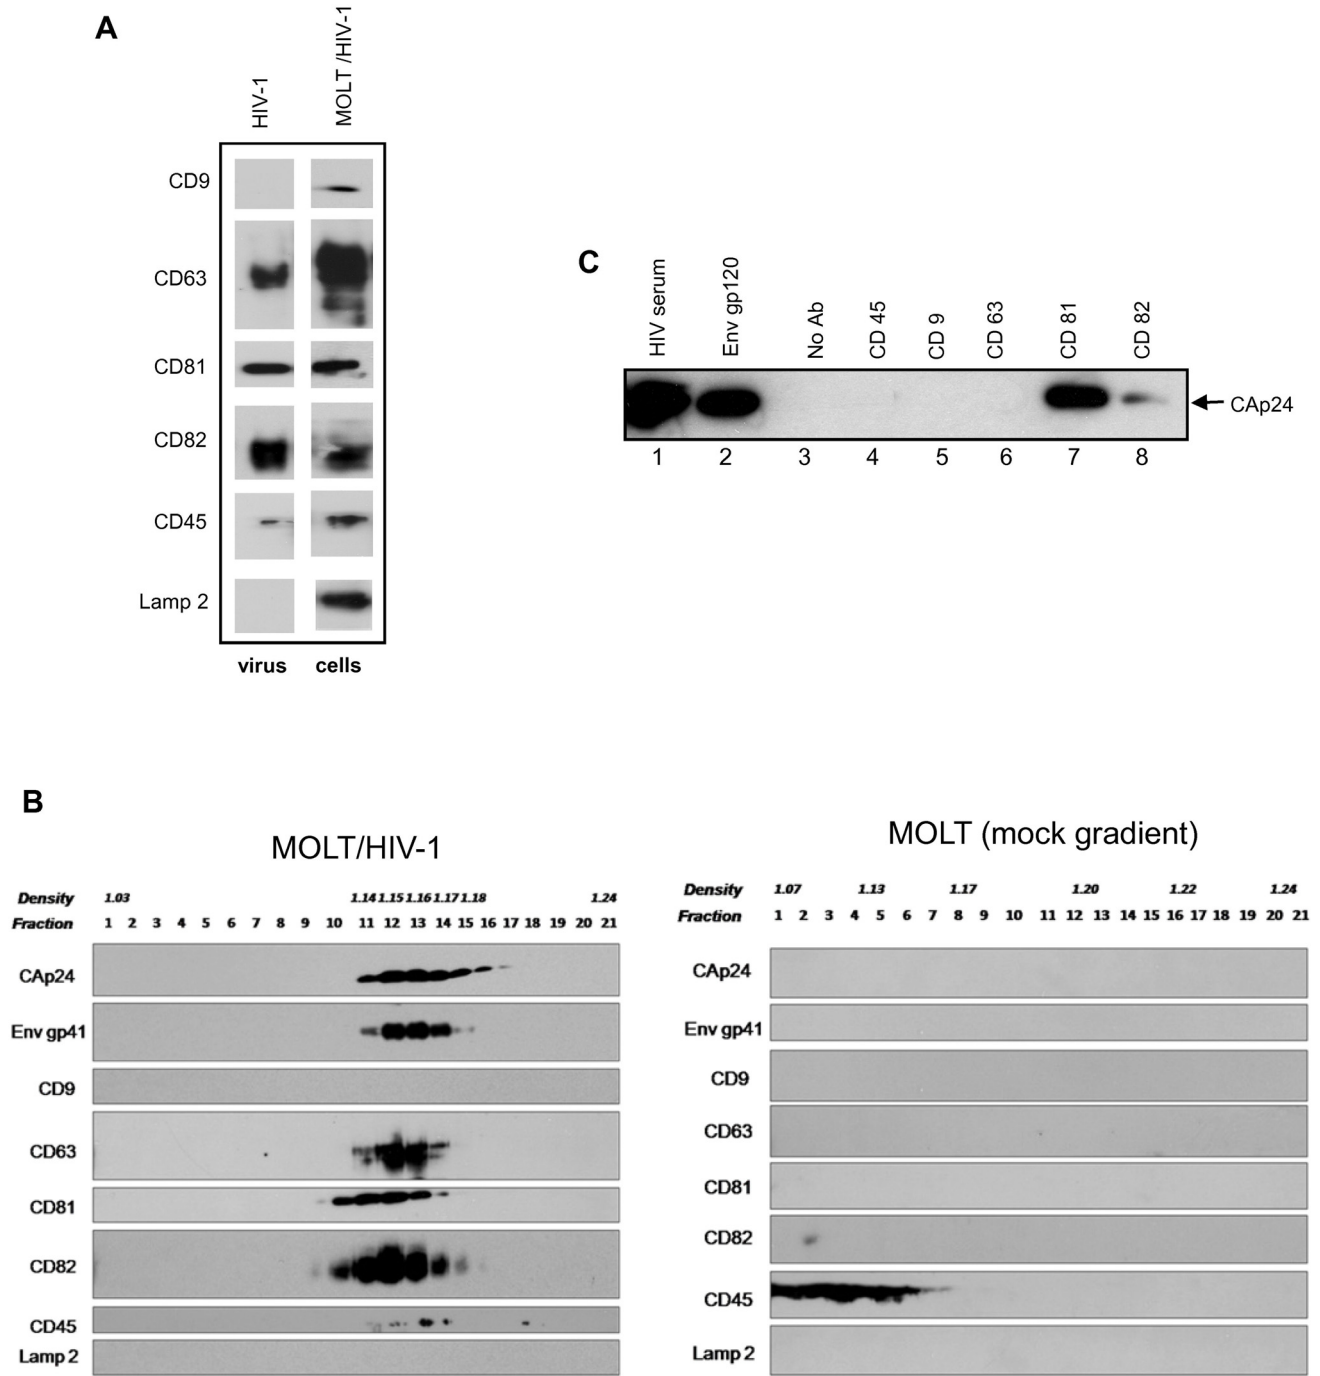 A
HIV-1
MOLT /HIV-1
CD9
CD63
CD81
CD82
CD45
Lamp 2
virus cells
C
HIV serum
Env gp120
No Ab
CD 45
CD 9
CD 63
CD 81
CD 82
CAp24
1 2 3 4 5 6 7 8
B
MOLT/HIV-1
Density 1.03 1.14 1.15 1.16 1.17 1.18 1.24
Fraction 1 2 3 4 5 6 7 8 9 10 11 12 13 14 15 16 17 18 19 20 21
CAp24
Env gp41
CD9
CD63
CD81
CD82
CD45
Lamp 2
MOLT (mock gradient)
Density 1.07 1.13 1.17 1.20 1.22 1.24
Fraction 1 2 3 4 5 6 7 8 9 10 11 12 13 14 15 16 17 18 19 20 21
CAp24
Env gp41
CD9
CD63
CD81
CD82
CD45
Lamp 2